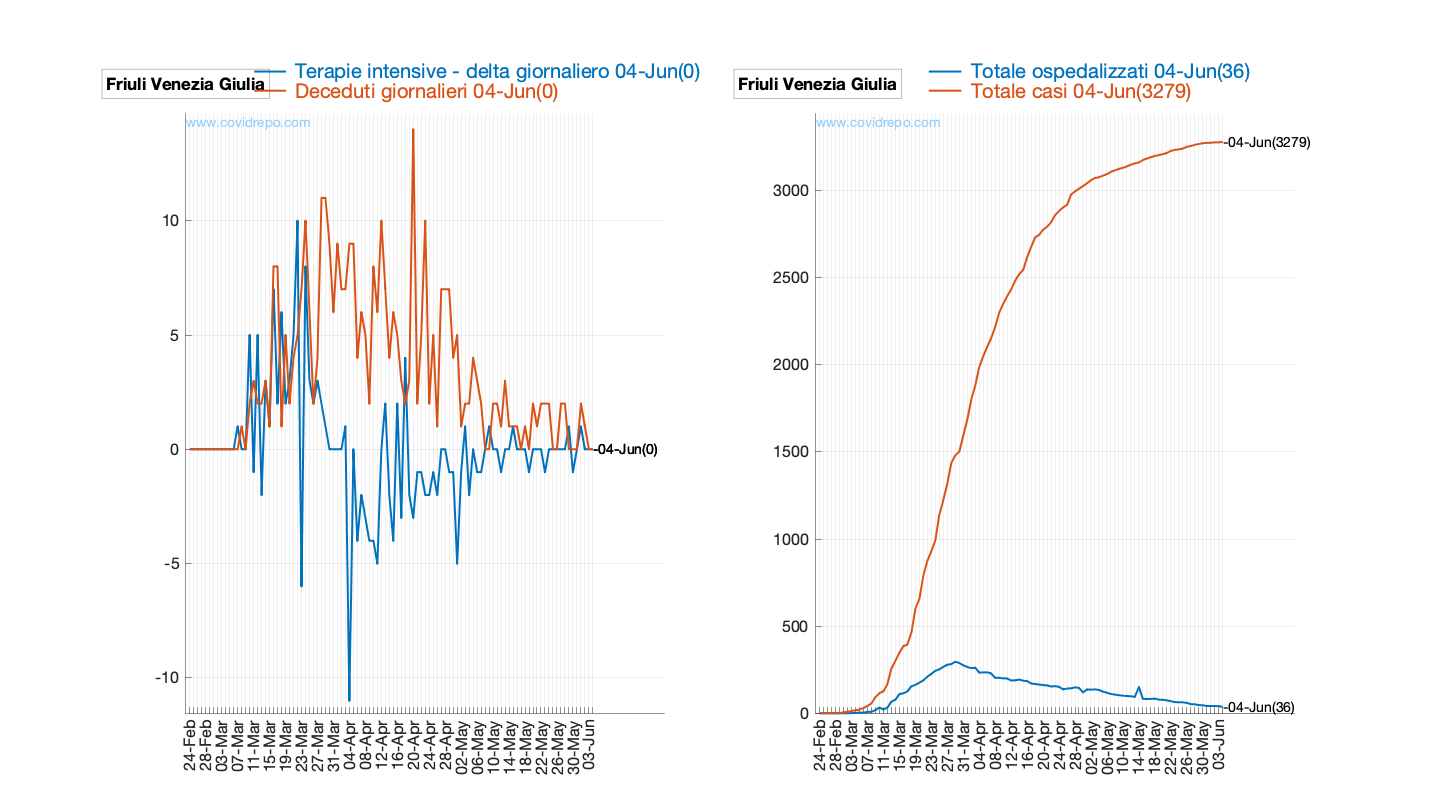 Friuli Venezia Giulia
Terapie intensive - delta giornaliero 04-Jun(0)
Deceduti giornalieri 04-Jun(0)
www.covidrepo.com
10
5
0
-5
-10
-04-Jun(0)
24-Feb
28-Feb
03-Mar
07-Mar
11-Mar
15-Mar
19-Mar
23-Mar
27-Mar
31-Mar
04-Apr
08-Apr
12-Apr
16-Apr
20-Apr
24-Apr
28-Apr
02-May
06-May
10-May
14-May
18-May
22-May
26-May
30-May
03-Jun
Friuli Venezia Giulia
Totale ospedalizzati 04-Jun(36)
Totale casi 04-Jun(3279)
www.covidrepo.com
-04-Jun(3279)
3000
2500
2000
1500
1000
500
0
-04-Jun(36)
24-Feb
28-Feb
03-Mar
07-Mar
11-Mar
15-Mar
19-Mar
23-Mar
27-Mar
31-Mar
04-Apr
08-Apr
12-Apr
16-Apr
20-Apr
24-Apr
28-Apr
02-May
06-May
10-May
14-May
18-May
22-May
26-May
30-May
03-Jun